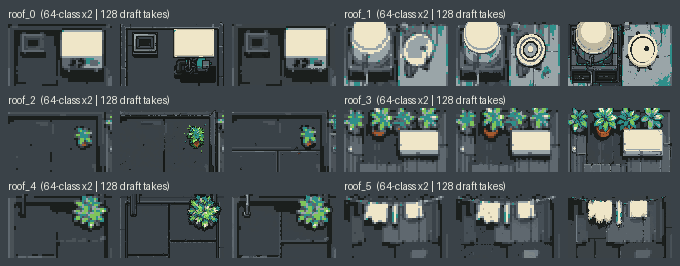 roof_0 (64-class x2 | 128 draft takes)
roof_1 (64-class x2 | 128 draft takes)
roof_2 (64-class x2 | 128 draft takes)
roof_3 (64-class x2 | 128 draft takes)
roof_4 (64-class x2 | 128 draft takes)
roof_5 (64-class x2 | 128 draft takes)